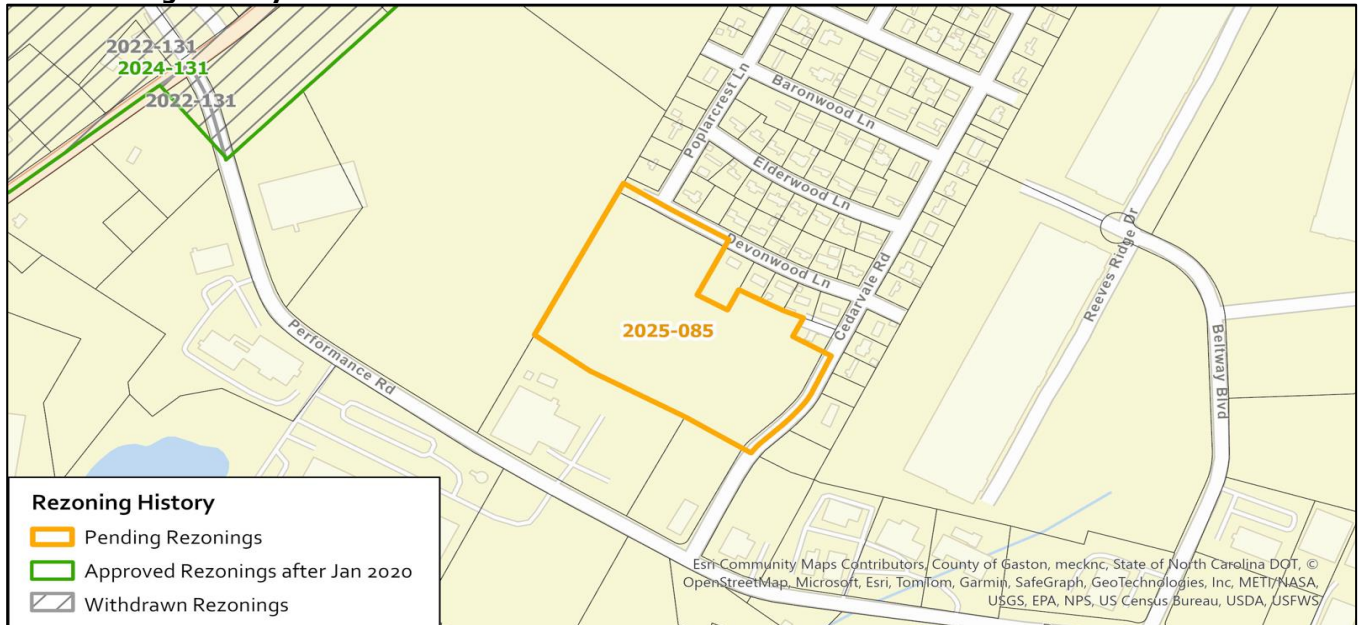 2022-131
2024-131
2022-131
Poplarcrest Ln
Baronwood Ln
Elderwood Ln
Devonwood Ln
Cedarvale Rd
Reeves Ridge Dr
Beltway Blvd
Performance Rd
2025-085
Rezoning History
Pending Rezonings
Approved Rezonings after Jan 2020
Withdrawn Rezonings
Esri Community Maps Contributors, County of Gaston, mecknc, State of North Carolina DOT, ©
OpenStreetMap, Microsoft, Esri, TomTom, Garmin, SafeGraph, GeoTechnologies, Inc, METI/NASA,
USGS, EPA, NPS, US Census Bureau, USDA, USFWS